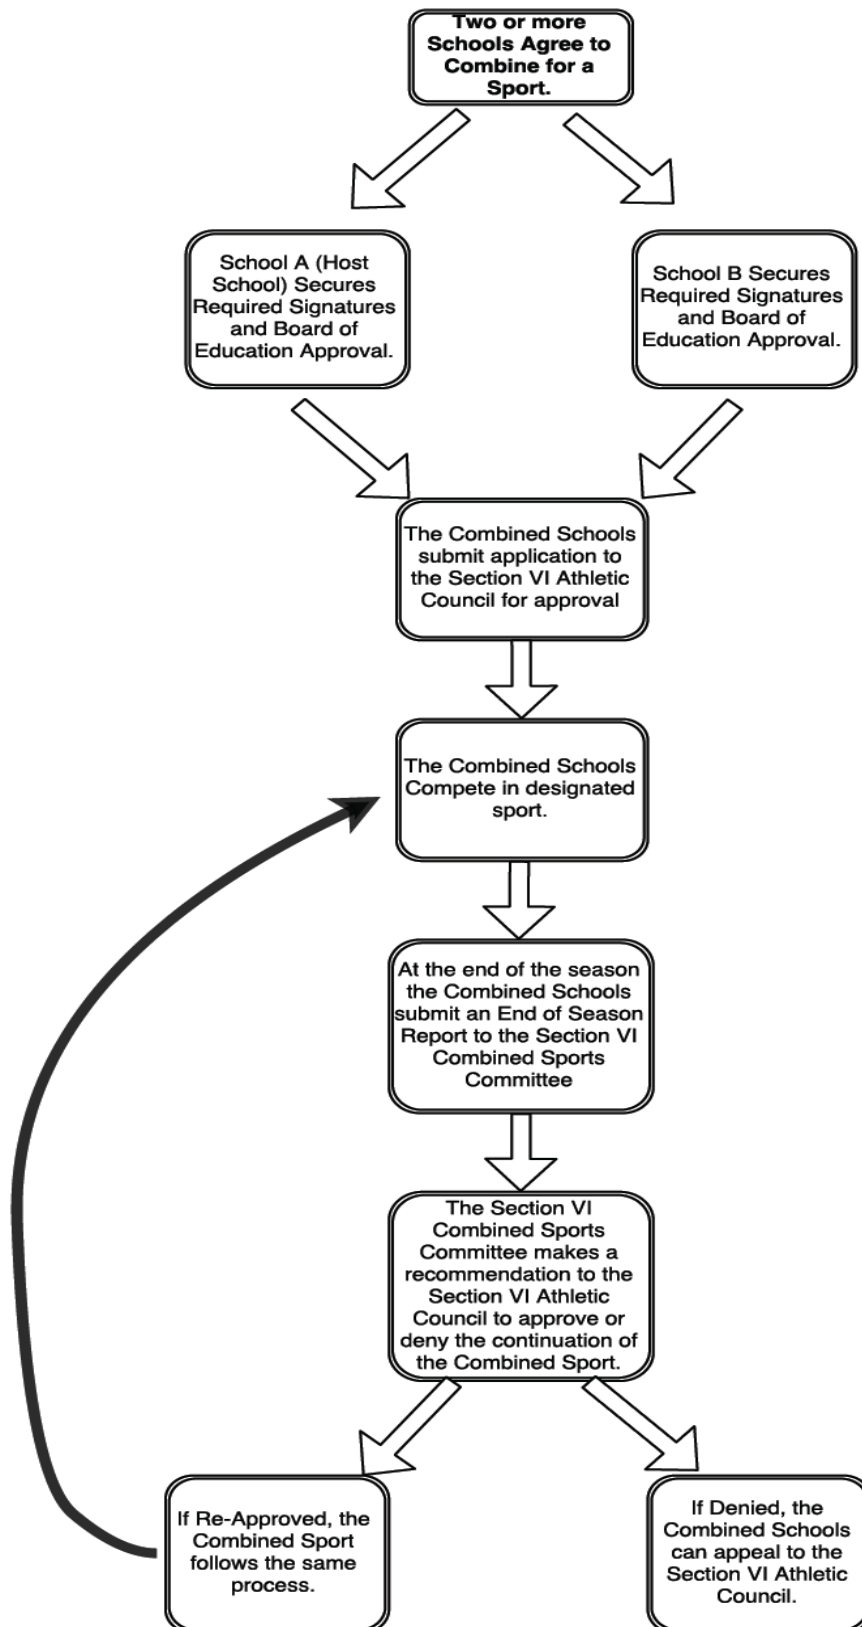 Two or more
Schools Agree to
Combine for a
Sport.
School A (Host
School) Secures
Required Signatures
and Board of
Education Approval.
School B Secures
Required Signatures
and Board of
Education Approval.
The Combined Schools
submit application to
the Section VI Athletic
Council for approval
The Combined Schools
Compete in designated
sport.
At the end of the season
the Combined Schools
submit an End of Season
Report to the Section VI
Combined Sports
Committee
The Section VI
Combined Sports
Committee makes a
recommendation to the
Section VI Athletic
Council to approve or
deny the continuation of
the Combined Sport.
If Re-Approved, the
Combined Sport
follows the same
process.
If Denied, the
Combined Schools
can appeal to the
Section VI Athletic
Council.